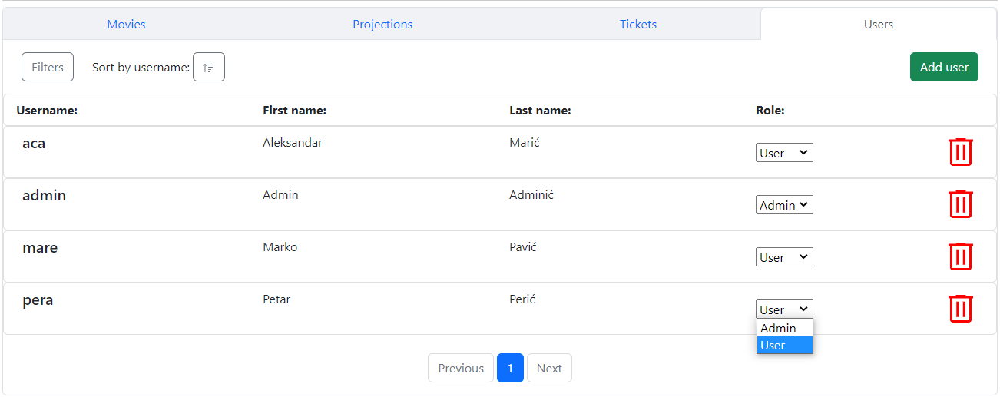 Movies Projections Tickets Users
Filters Sort by username: Add user
Username: First name: Last name: Role:
aca Aleksandar Marić User
admin Admin Adminić Admin
mare Marko Pavić User
pera Petar Perić User
Admin
User
Previous 1 Next